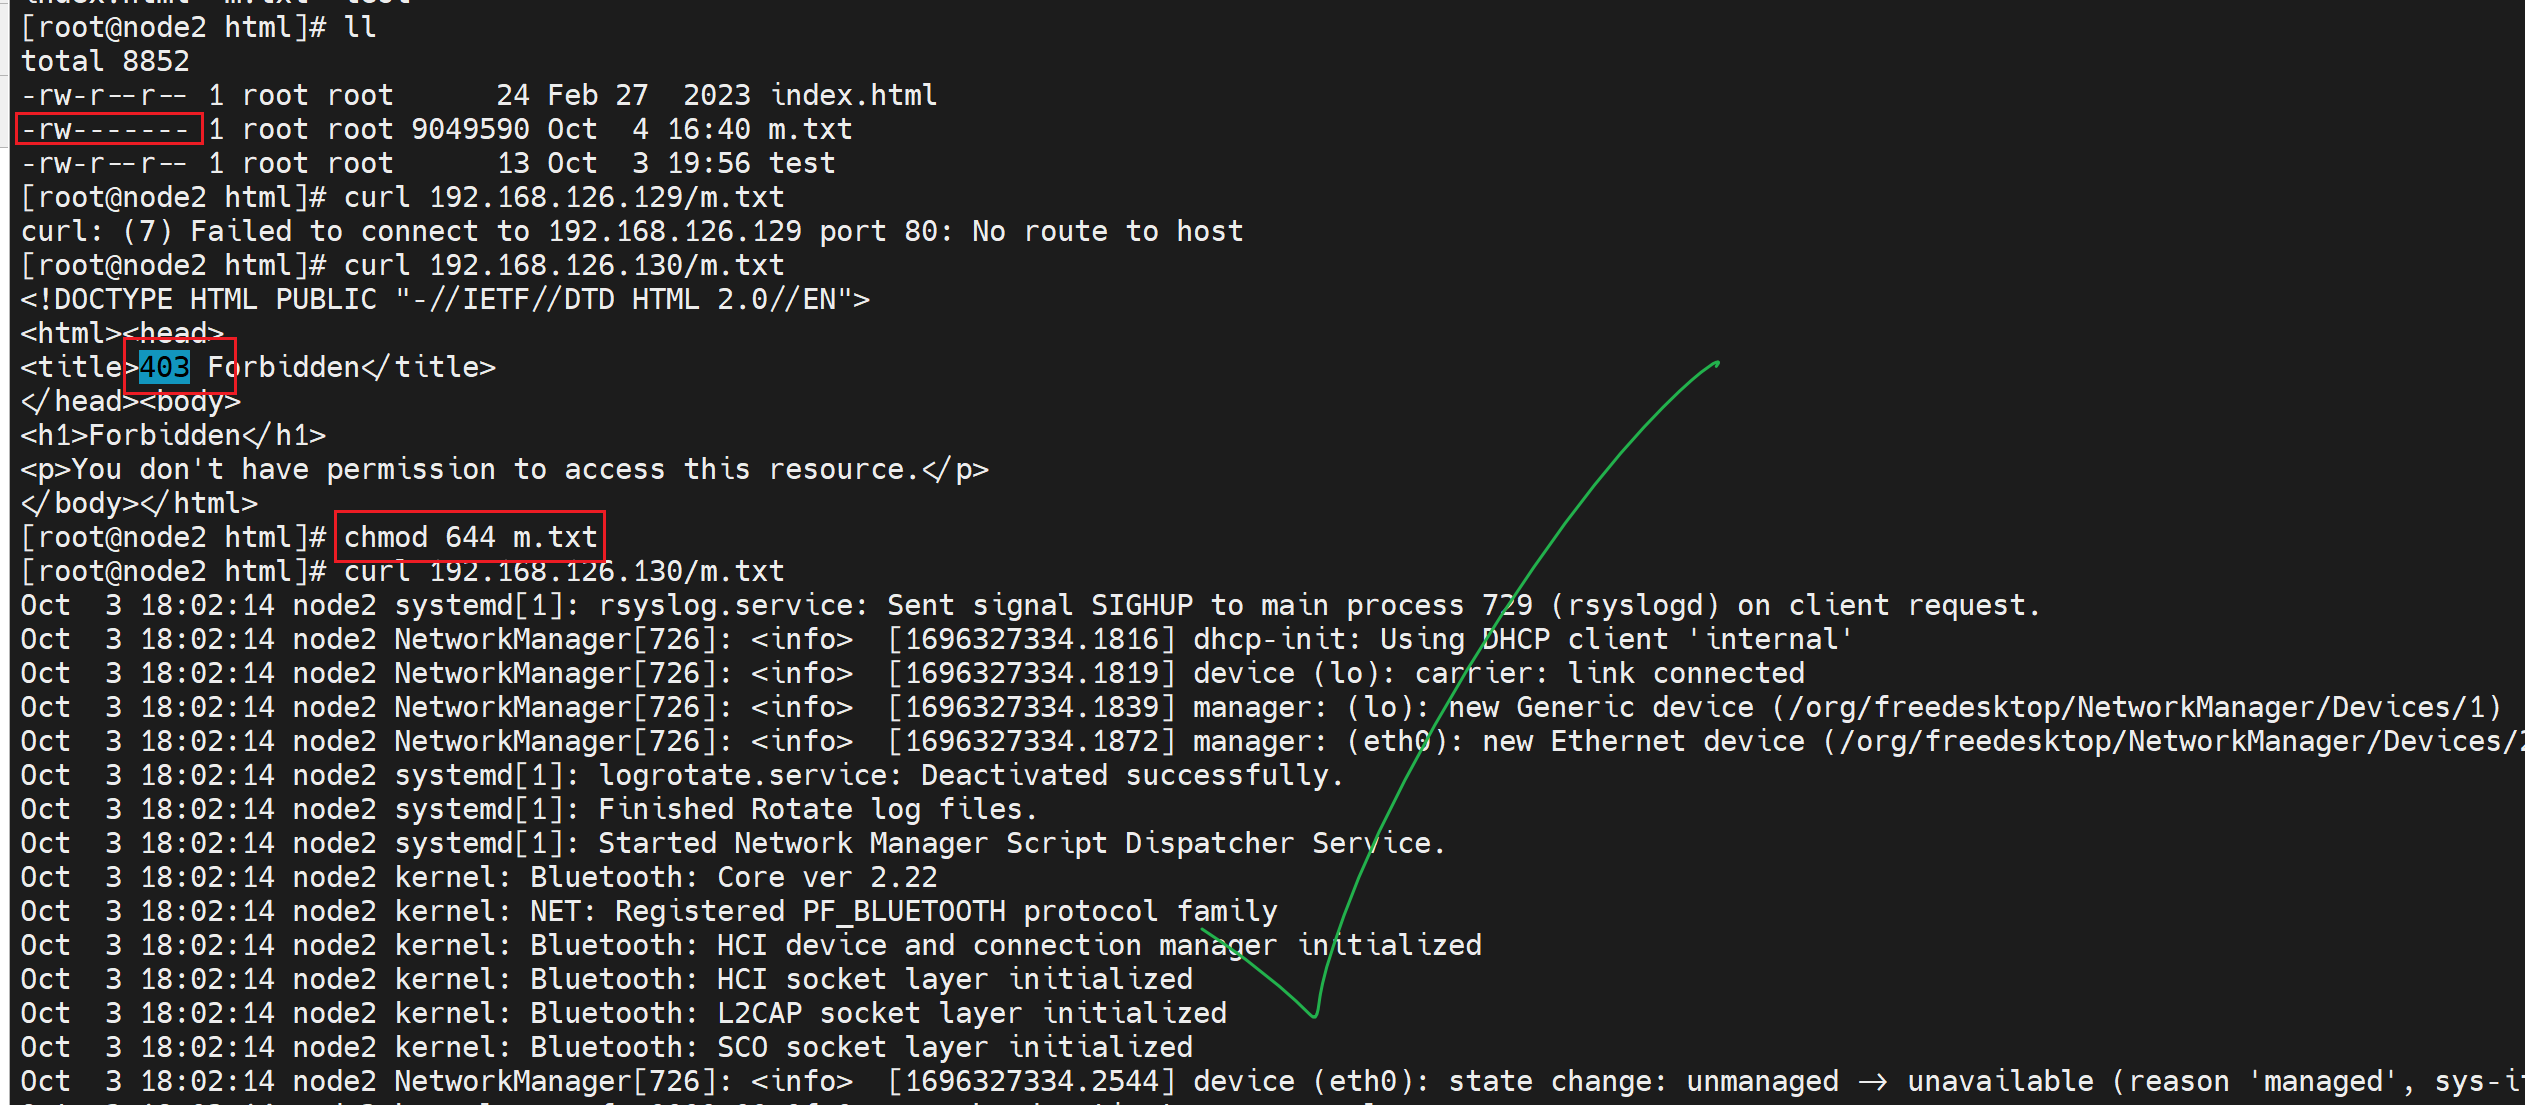 index.html  m.txt  test
[root@node2 html]# ll
total 8852
-rw-r--r-- 1 root root      24 Feb 27  2023 index.html
-rw------- 1 root root 9049590 Oct  4 16:40 m.txt
-rw-r--r-- 1 root root      13 Oct  3 19:56 test
[root@node2 html]# curl 192.168.126.129/m.txt
curl: (7) Failed to connect to 192.168.126.129 port 80: No route to host
[root@node2 html]# curl 192.168.126.130/m.txt
<!DOCTYPE HTML PUBLIC "-//IETF//DTD HTML 2.0//EN">
<html><head>
<title>403 Forbidden</title>
</head><body>
<h1>Forbidden</h1>
<p>You don't have permission to access this resource.</p>
</body></html>
[root@node2 html]# chmod 644 m.txt
[root@node2 html]# curl 192.168.126.130/m.txt
Oct  3 18:02:14 node2 systemd[1]: rsyslog.service: Sent signal SIGHUP to main process 729 (rsyslogd) on client request.
Oct  3 18:02:14 node2 NetworkManager[726]: <info>  [1696327334.1816] dhcp-init: Using DHCP client 'internal'
Oct  3 18:02:14 node2 NetworkManager[726]: <info>  [1696327334.1819] device (lo): carrier: link connected
Oct  3 18:02:14 node2 NetworkManager[726]: <info>  [1696327334.1839] manager: (lo): new Generic device (/org/freedesktop/NetworkManager/Devices/1)
Oct  3 18:02:14 node2 NetworkManager[726]: <info>  [1696327334.1872] manager: (eth0): new Ethernet device (/org/freedesktop/NetworkManager/Devices/2
Oct  3 18:02:14 node2 systemd[1]: logrotate.service: Deactivated successfully.
Oct  3 18:02:14 node2 systemd[1]: Finished Rotate log files.
Oct  3 18:02:14 node2 systemd[1]: Started Network Manager Script Dispatcher Service.
Oct  3 18:02:14 node2 kernel: Bluetooth: Core ver 2.22
Oct  3 18:02:14 node2 kernel: NET: Registered PF_BLUETOOTH protocol family
Oct  3 18:02:14 node2 kernel: Bluetooth: HCI device and connection manager initialized
Oct  3 18:02:14 node2 kernel: Bluetooth: HCI socket layer initialized
Oct  3 18:02:14 node2 kernel: Bluetooth: L2CAP socket layer initialized
Oct  3 18:02:14 node2 kernel: Bluetooth: SCO socket layer initialized
Oct  3 18:02:14 node2 NetworkManager[726]: <info>  [1696327334.2544] device (eth0): state change: unmanaged -> unavailable (reason 'managed', sys-i